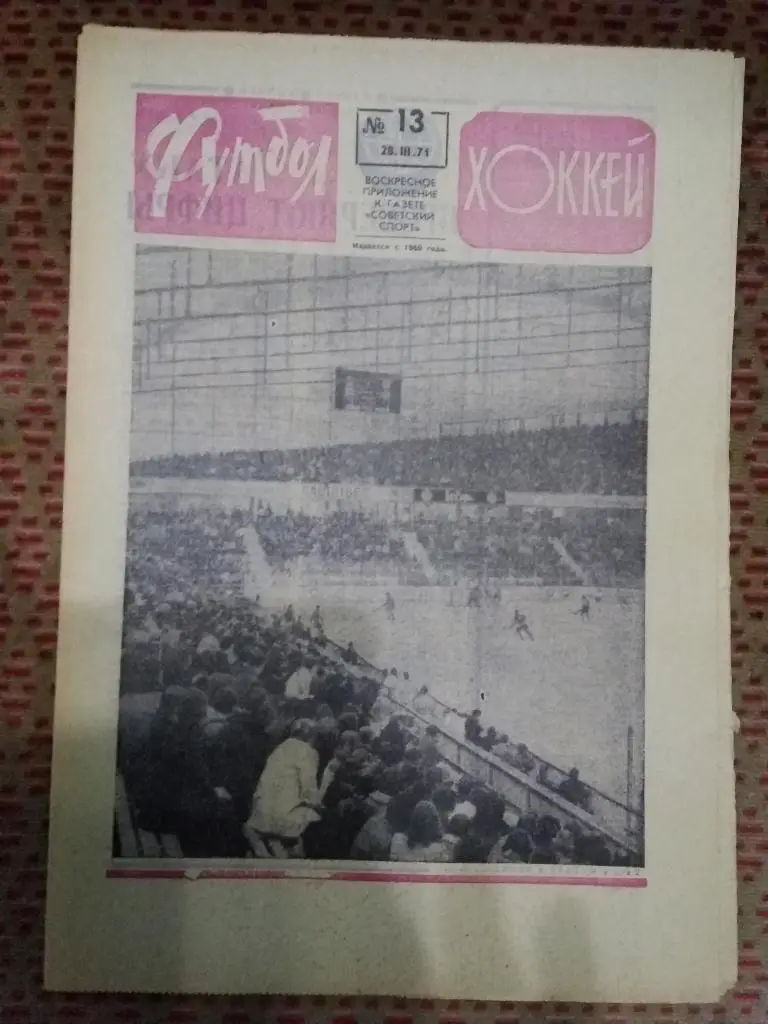 Футбол
№ 13
28.III.71
ВОСКРЕСНОЕ
ПРИЛОЖЕНИЕ
К ГАЗЕТЕ
«СОВЕТСКИЙ
СПОРТ»
Издается с 1960 года
ХОККЕЙ